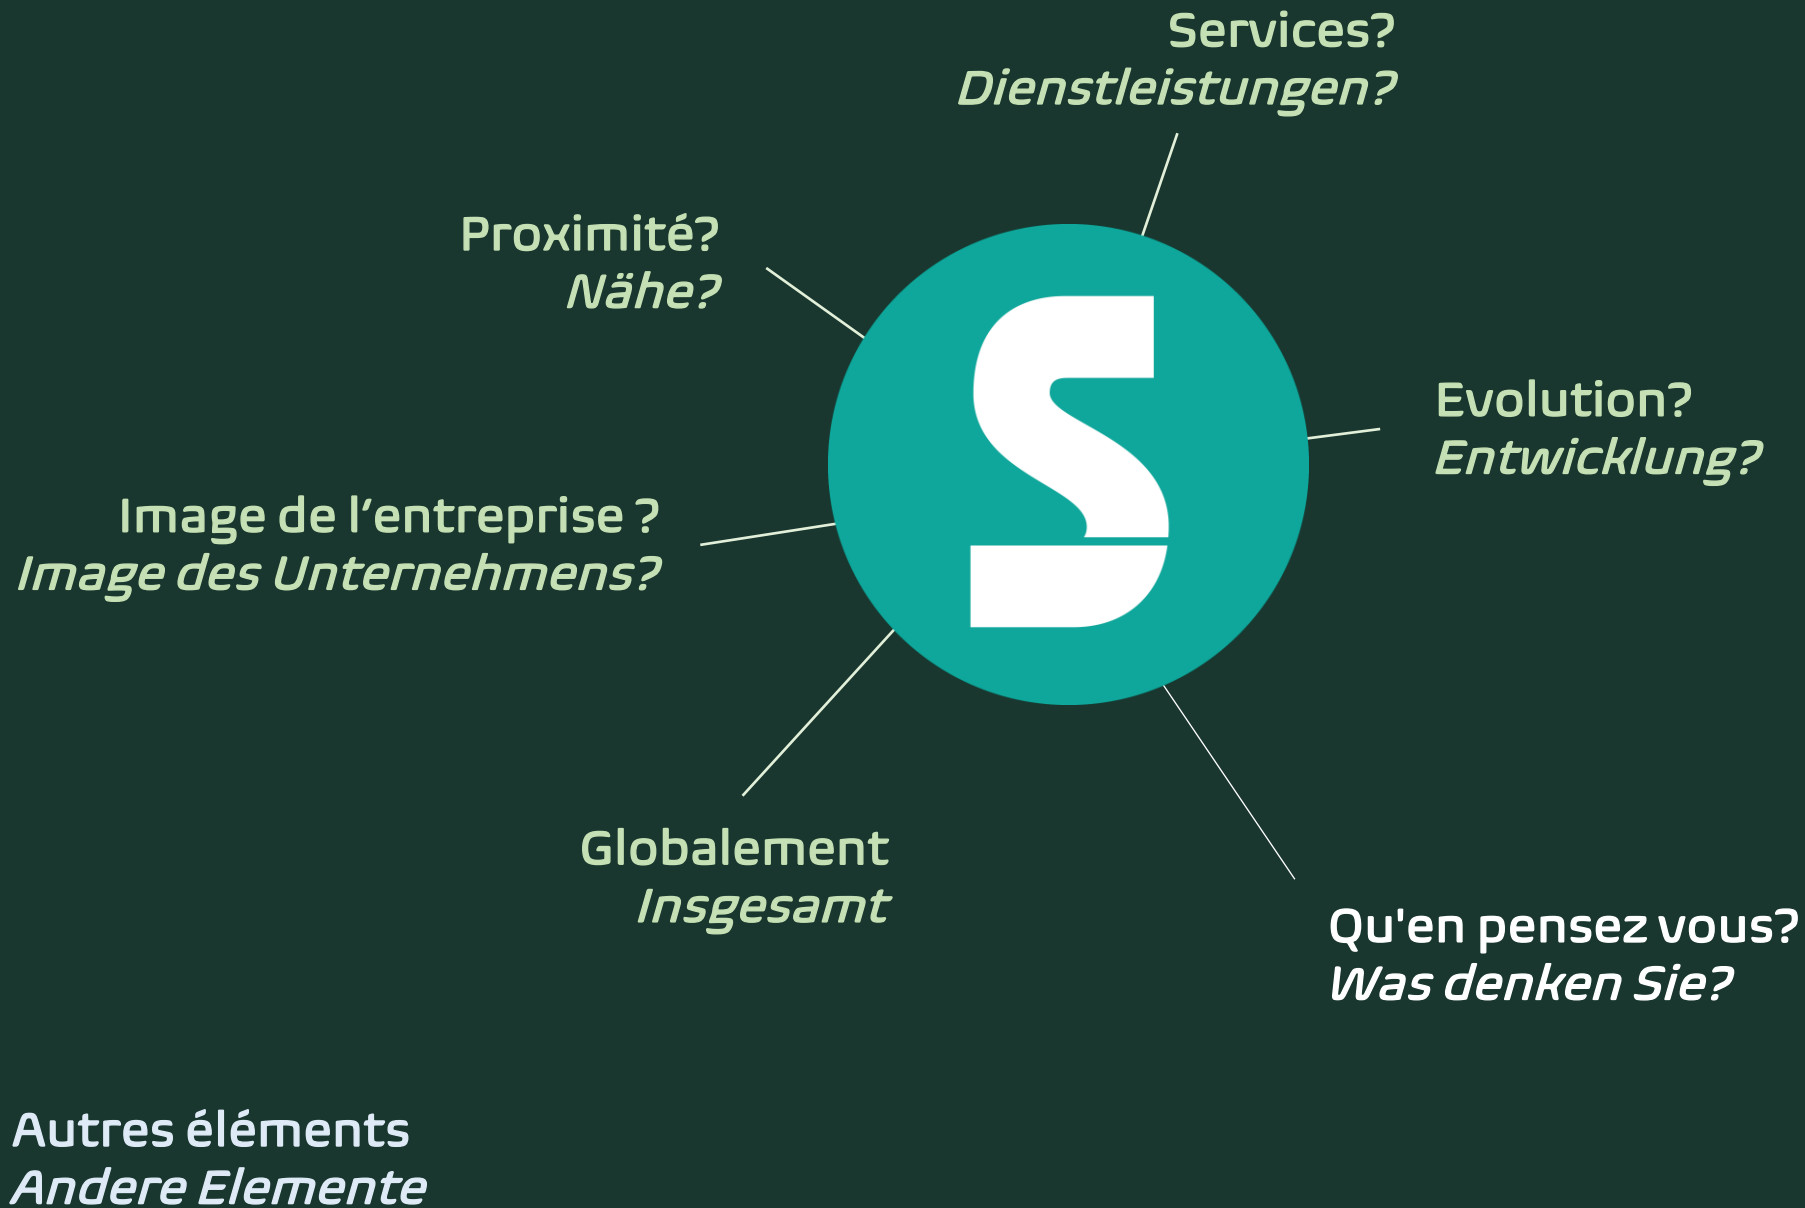 Services?
Dienstleistungen?
Proximité?
Nähe?
Evolution?
Entwicklung?
Image de l’entreprise ?
Image des Unternehmens?
Globalement
Insgesamt
Qu'en pensez vous?
Was denken Sie?
Autres éléments
Andere Elemente